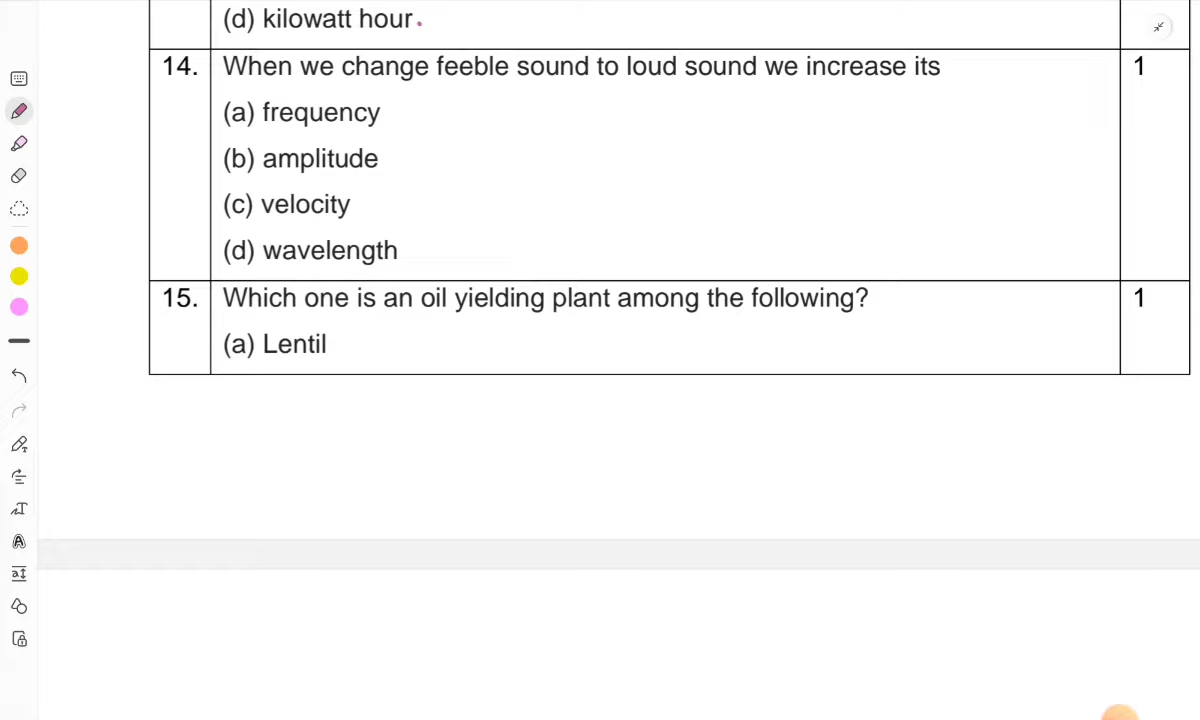 (d) kilowatt hour.
14. When we change feeble sound to loud sound we increase its 1
(a) frequency
(b) amplitude
(c) velocity
(d) wavelength
15. Which one is an oil yielding plant among the following? 1
(a) Lentil